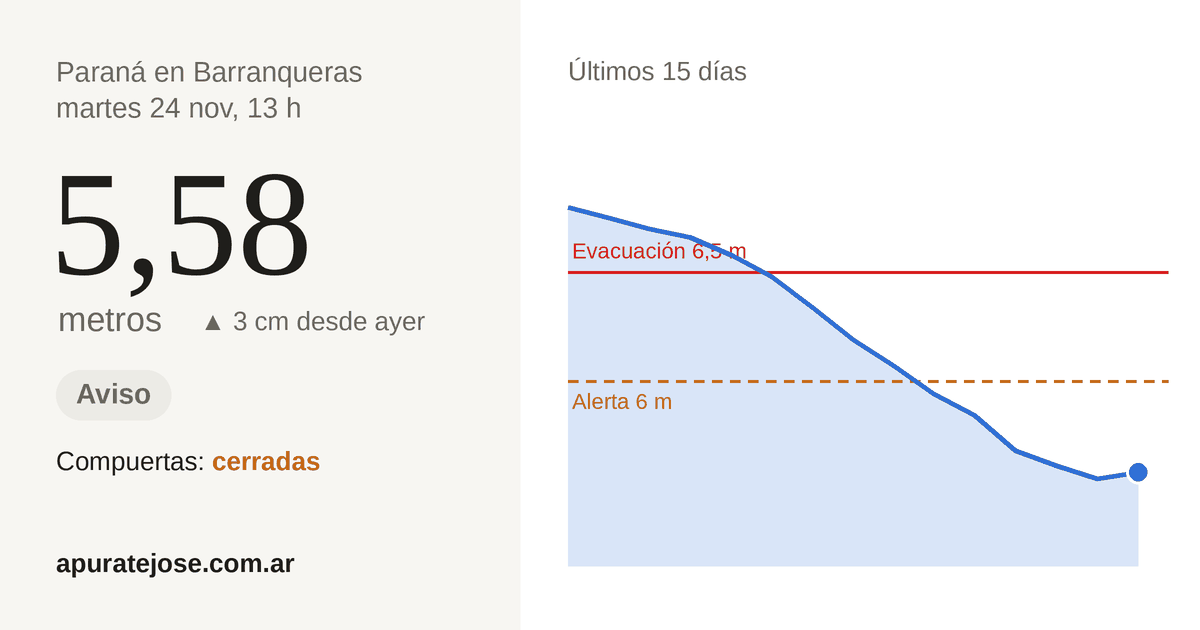 Paraná en Barranqueras
martes 24 nov, 13 h
5,58
metros ▲ 3 cm desde ayer
Aviso
Compuertas: cerradas
apuratejose.com.ar
Últimos 15 días
Evacuación 6,5 m
Alerta 6 m